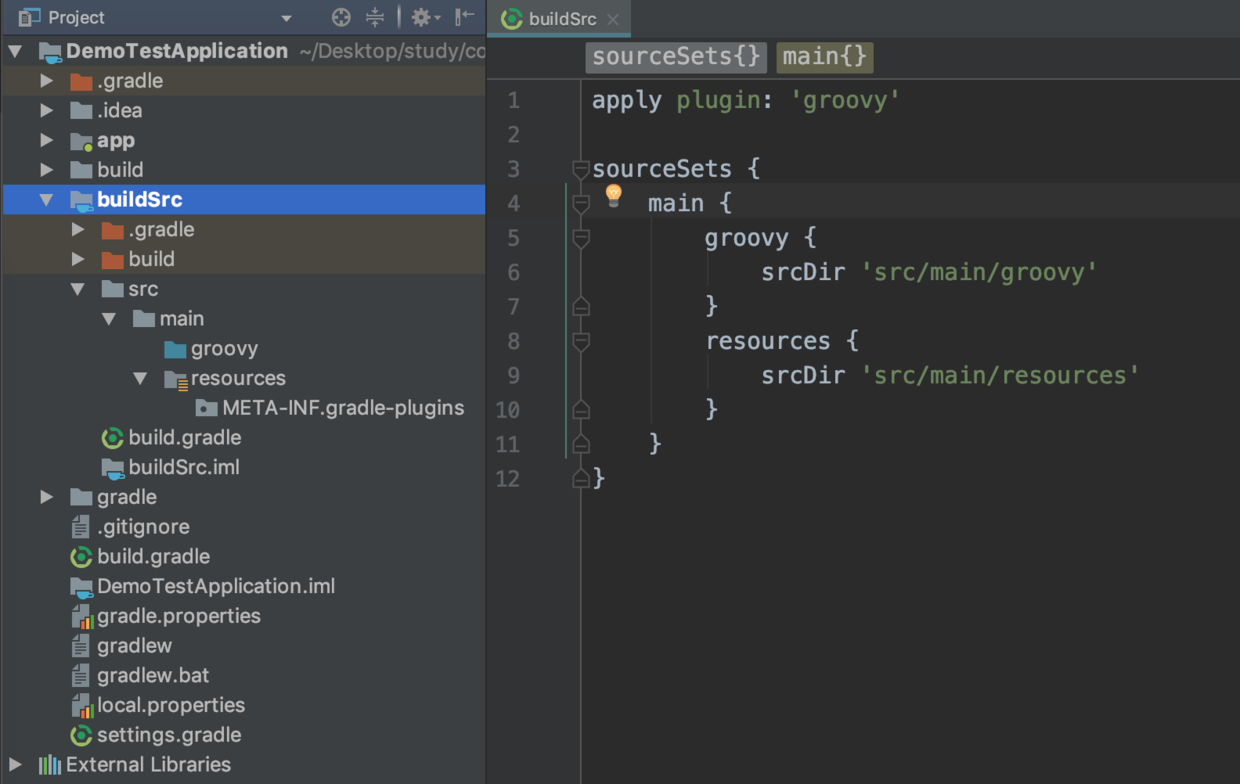 Project
DemoTestApplication ~/Desktop/study/co
.gradle
.idea
app
build
buildSrc
.gradle
build
src
main
groovy
resources
META-INF.gradle-plugins
build.gradle
buildSrc.iml
gradle
.gitignore
build.gradle
DemoTestApplication.iml
gradle.properties
gradlew
gradlew.bat
local.properties
settings.gradle
External Libraries
buildSrc
sourceSets{} main{}
1 apply plugin: 'groovy'
2
3 sourceSets {
4 main {
5 groovy {
6 srcDir 'src/main/groovy'
7 }
8 resources {
9 srcDir 'src/main/resources'
10 }
11 }
12 }